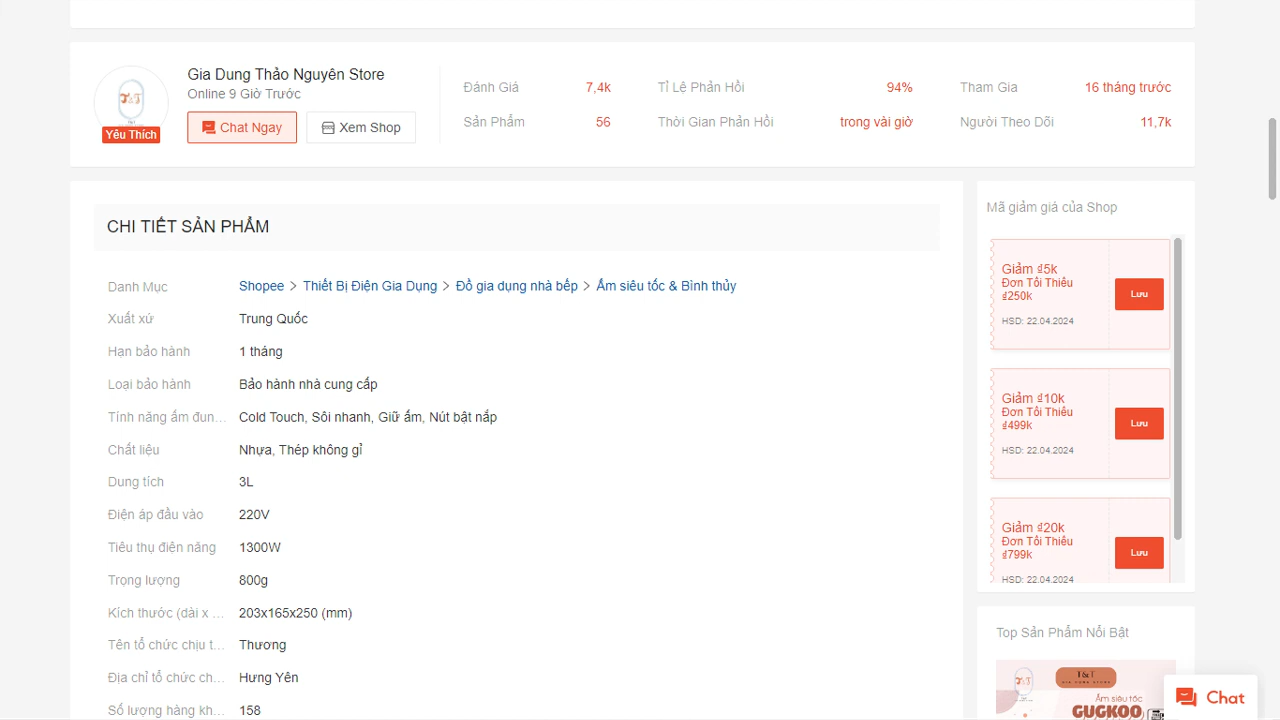 Gia Dung Thảo Nguyên Store
Online 9 Giờ Trước
T&T
Yêu Thích
Chat Ngay
Xem Shop
Đánh Giá 7,4k
Tỉ Lệ Phản Hồi 94%
Tham Gia 16 tháng trước
Sản Phẩm 56
Thời Gian Phản Hồi trong vài giờ
Người Theo Dõi 11,7k
CHI TIẾT SẢN PHẨM
Danh Mục Shopee > Thiết Bị Điện Gia Dụng > Đồ gia dụng nhà bếp > Ấm siêu tốc & Bình thủy
Xuất xứ Trung Quốc
Hạn bảo hành 1 tháng
Loại bảo hành Bảo hành nhà cung cấp
Tính năng ấm đun... Cold Touch, Sôi nhanh, Giữ ấm, Nút bật nắp
Chất liệu Nhựa, Thép không gỉ
Dung tích 3L
Điện áp đầu vào 220V
Tiêu thụ điện năng 1300W
Trọng lượng 800g
Kích thước (dài x ... 203x165x250 (mm)
Tên tổ chức chịu t... Thương
Địa chỉ tổ chức ch... Hưng Yên
Số lượng hàng kh... 158
Mã giảm giá của Shop
Giảm ₫5k
Đơn Tối Thiểu
₫250k
HSD: 22.04.2024
Lưu
Giảm ₫10k
Đơn Tối Thiểu
₫499k
HSD: 22.04.2024
Lưu
Giảm ₫20k
Đơn Tối Thiểu
₫799k
HSD: 22.04.2024
Lưu
Top Sản Phẩm Nổi Bật
T&T
Ấm siêu tốc
GUGKOO
Chat